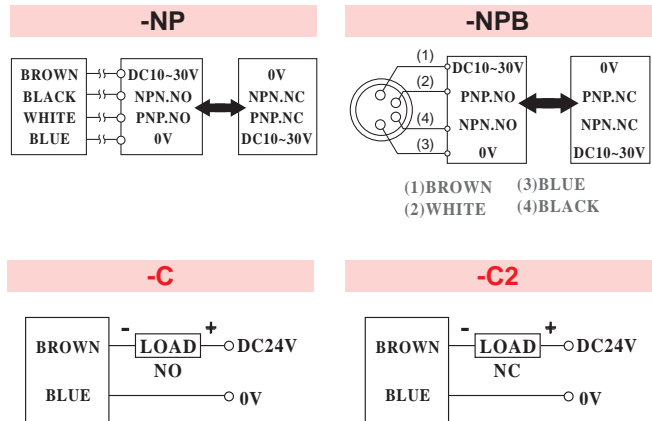 -NP
BROWN DC10~30V 0V
BLACK NPN.NO NPN.NC
WHITE PNP.NO PNP.NC
BLUE 0V DC10~30V
-NPB
(1) DC10~30V 0V
(2) PNP.NO PNP.NC
(4) NPN.NO NPN.NC
(3) 0V DC10~30V
(1)BROWN (3)BLUE
(2)WHITE (4)BLACK
-C
- +
BROWN LOAD DC24V
NO
BLUE 0V
-C2
- +
BROWN LOAD DC24V
NC
BLUE 0V